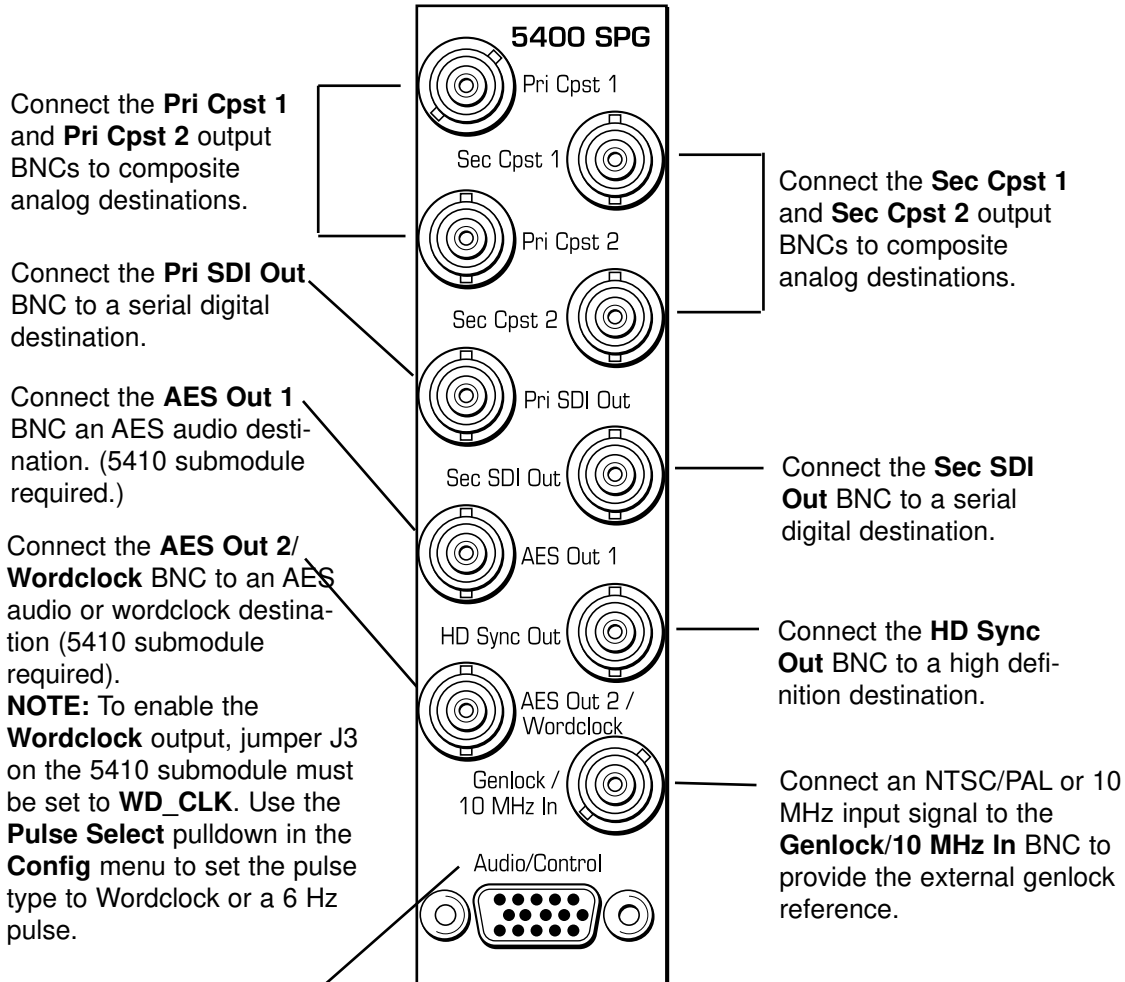 5400 SPG
Connect the Pri Cpst 1
and Pri Cpst 2 output
BNCs to composite
analog destinations.
Connect the Pri SDI Out
BNC to a serial digital
destination.
Connect the AES Out 1
BNC an AES audio desti-
nation. (5410 submodule
required.)
Connect the AES Out 2/
Wordclock BNC to an AES
audio or wordclock destina-
tion (5410 submodule
required).
NOTE: To enable the
Wordclock output, jumper J3
on the 5410 submodule must
be set to WD_CLK. Use the
Pulse Select pulldown in the
Config menu to set the pulse
type to Wordclock or a 6 Hz
pulse.
Pri Cpst 1
Sec Cpst 1
Pri Cpst 2
Sec Cpst 2
Pri SDI Out
Sec SDI Out
AES Out 1
HD Sync Out
AES Out 2 /
Wordclock
Genlock /
10 MHz In
Audio/Control
Connect the Sec Cpst 1
and Sec Cpst 2 output
BNCs to composite
analog destinations.
Connect the Sec SDI
Out BNC to a serial
digital destination.
Connect the HD Sync
Out BNC to a high defi-
nition destination.
Connect an NTSC/PAL or 10
MHz input signal to the
Genlock/10 MHz In BNC to
provide the external genlock
reference.